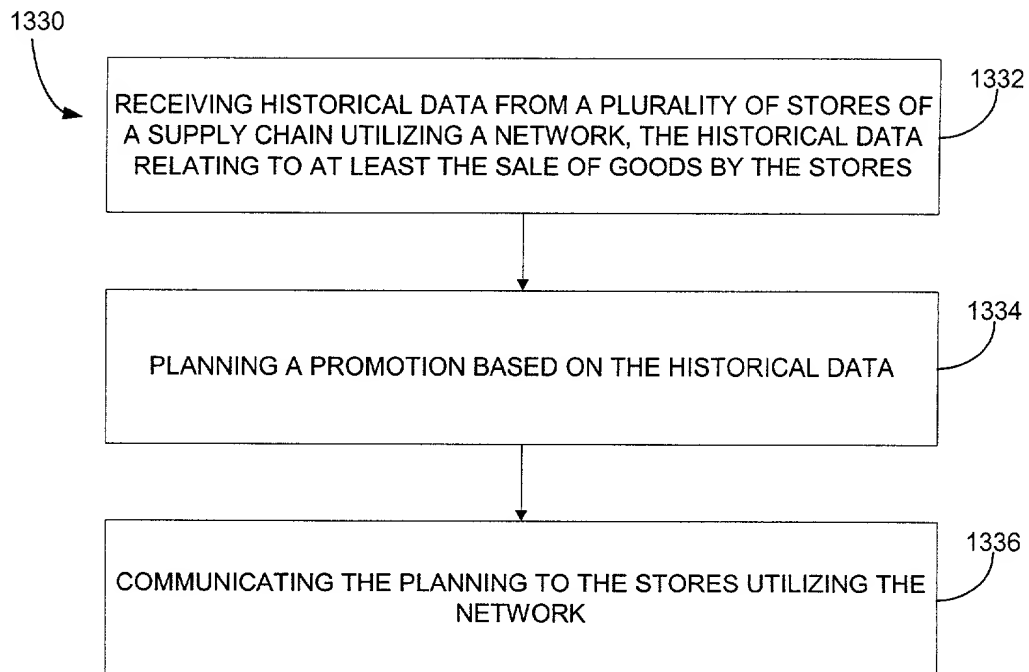 1330
1332
RECEIVING HISTORICAL DATA FROM A PLURALITY OF STORES OF
A SUPPLY CHAIN UTILIZING A NETWORK, THE HISTORICAL DATA
RELATING TO AT LEAST THE SALE OF GOODS BY THE STORES
1334
PLANNING A PROMOTION BASED ON THE HISTORICAL DATA
1336
COMMUNICATING THE PLANNING TO THE STORES UTILIZING THE
NETWORK